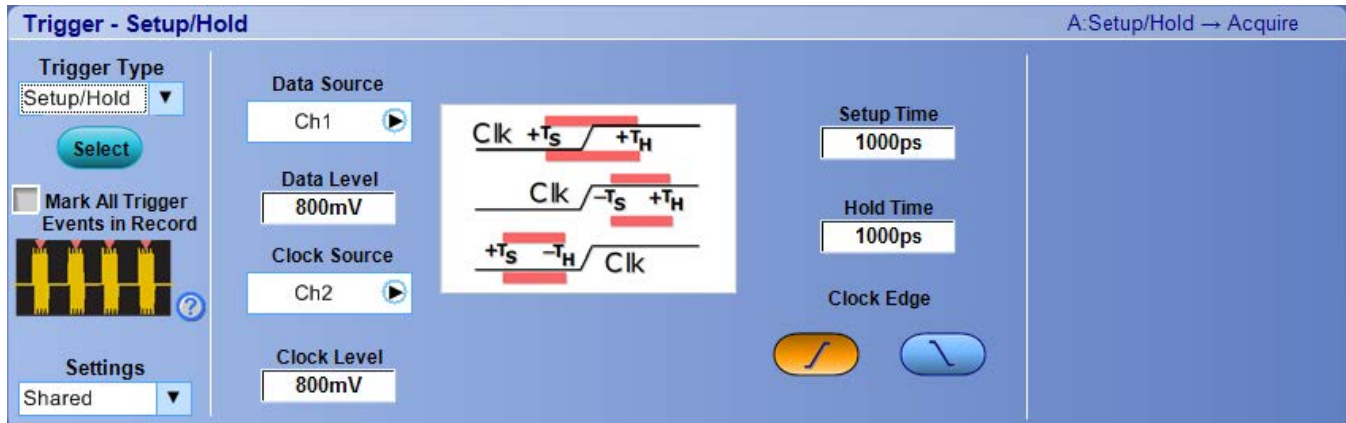 Trigger - Setup/Hold
A:Setup/Hold → Acquire
Trigger Type
Setup/Hold
Select
Mark All Trigger
Events in Record
?
Settings
Shared
Data Source
Ch1
Data Level
800mV
Clock Source
Ch2
Clock Level
800mV
Clk +TS +TH
Clk –TS +TH
+TS –TH Clk
Setup Time
1000ps
Hold Time
1000ps
Clock Edge